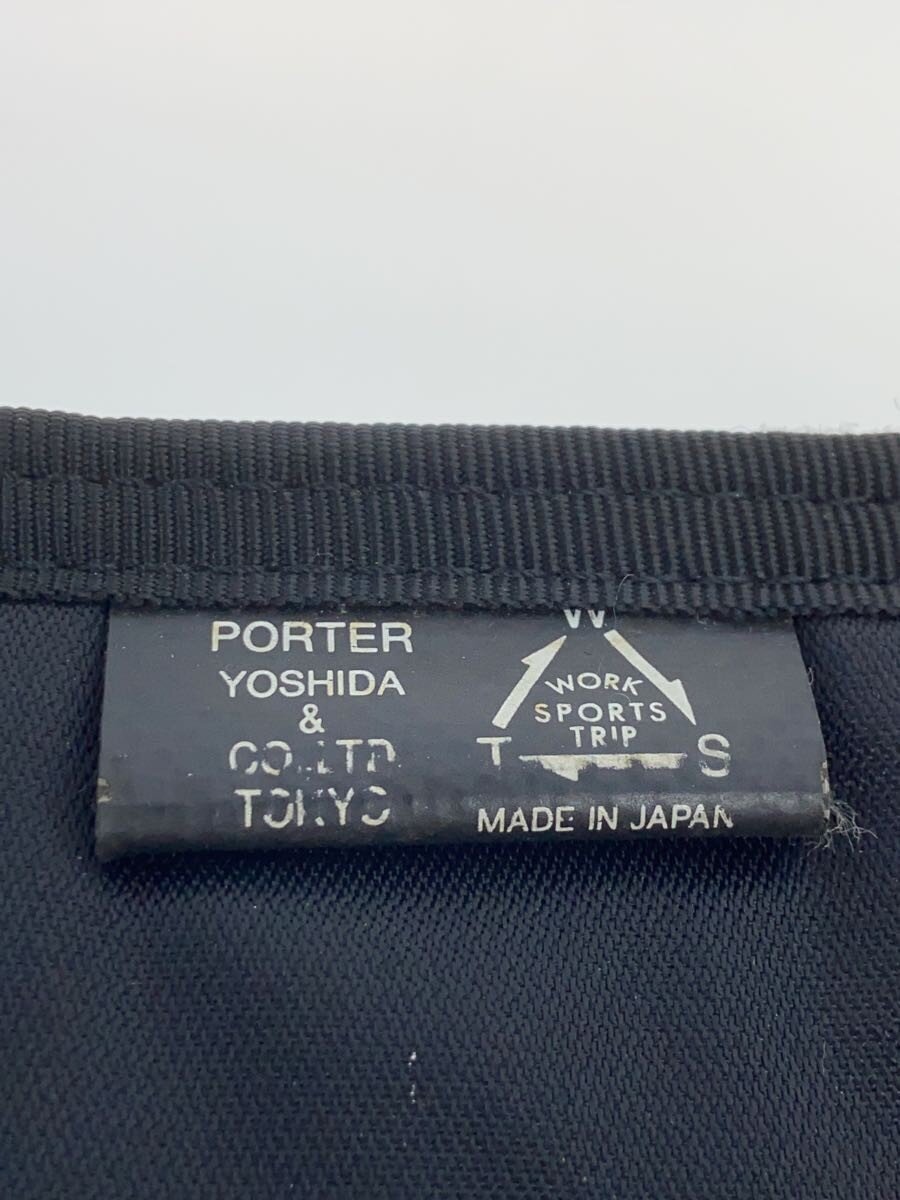 PORTER
YOSHIDA
&
CO.,LTD
TOKYO
W
WORK
SPORTS
TRIP
T
S
MADE IN JAPAN